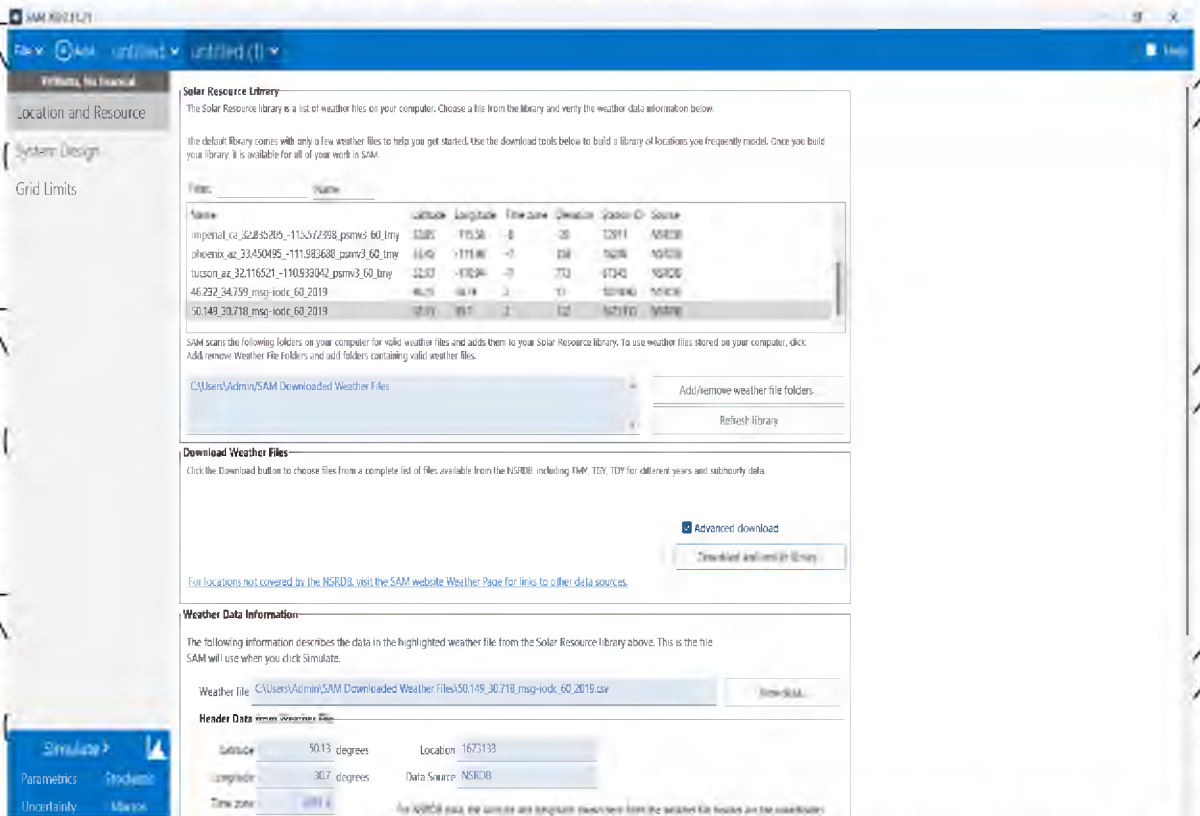 File Add untitled untitled (1) Help
Location and Resource
System Design
Grid Limits
Solar Resource Library
The Solar Resource library is a list of weather files on your computer. Choose a file from the library and verify the weather data information below.
The default library comes with only a few weather files to help you get started. Use the download tools below to build a library of locations you frequently model. Once you build
your library, it is available for all of your work in SAM.
Filter: Name
Name Latitude Longitude Time zone Elevation Station ID Source
imperial_ca_32.835205_-115.572398_psmv3_60_tmy NSRDB
phoenix_az_33.450495_-111.983688_psmv3_60_tmy NSRDB
tucson_az_32.116521_-110.933042_psmv3_60_tmy NSRDB
46.232_34.759_msg-iodc_60_2019 NSRDB
50.149_30.718_msg-iodc_60_2019 NSRDB
SAM scans the following folders on your computer for valid weather files and adds them to your Solar Resource library. To use weather files stored on your computer, click
Add/remove Weather File Folders and add folders containing valid weather files.
C:\Users\Admin/SAM Downloaded Weather Files
Add/remove weather file folders
Refresh library
Download Weather Files
Click the Download button to choose files from a complete list of files available from the NSRDB including TMY, TGY, TDY for different years and subhourly data.
Advanced download
Download and add to library
For locations not covered by the NSRDB, visit the SAM website Weather Page for links to other data sources.
Weather Data Information
The following information describes the data in the highlighted weather file from the Solar Resource library above. This is the file
SAM will use when you click Simulate.
Weather file C:\Users\Admin\SAM Downloaded Weather Files\50.149_30.718_msg-iodc_60_2019.csv View data...
Header Data from Weather File
Latitude 50.13 degrees Location 1673133
Longitude 30.7 degrees Data Source NSRDB
Time zone
Simulate >
Parametrics Stochastic
Uncertainty Macros